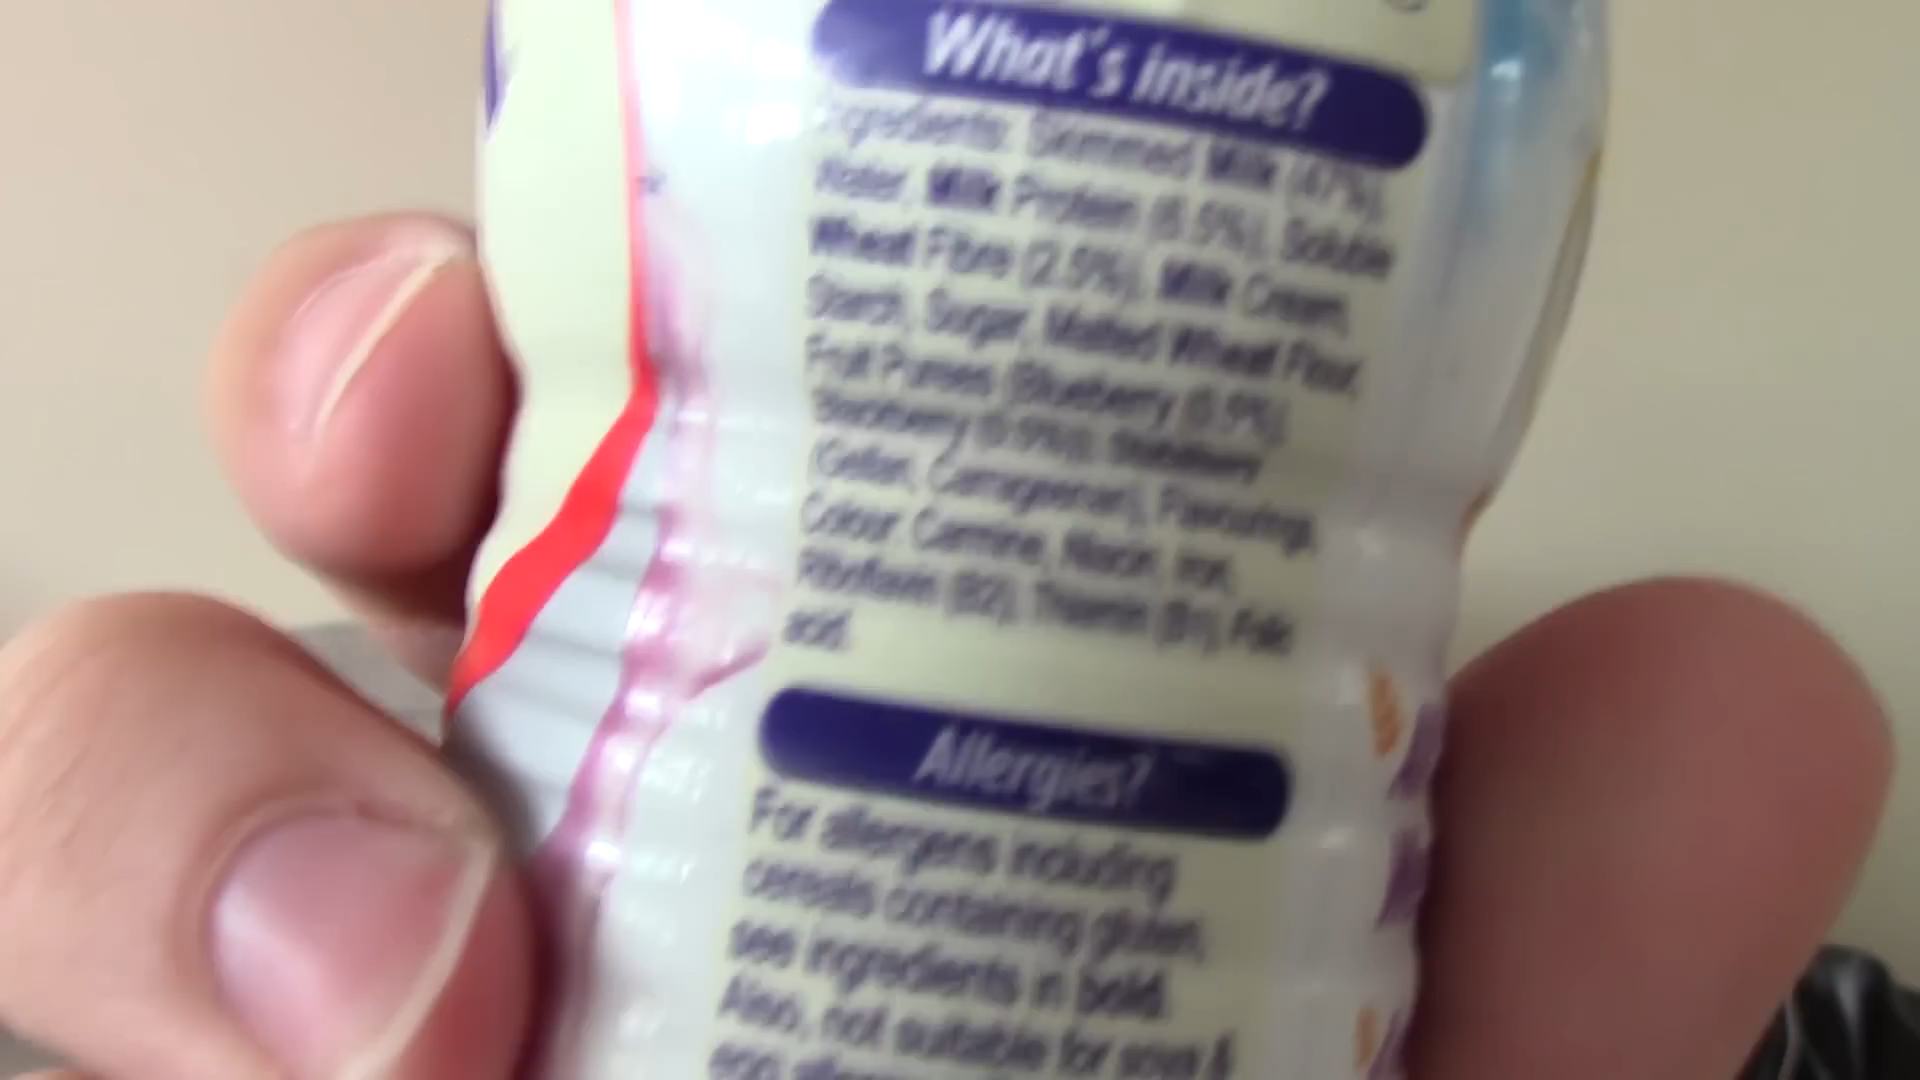 What's inside?
Ingredients: Skimmed Milk (47%),
Water, Milk Protein (6.5%), Soluble
Wheat Fibre (2.5%), Milk Cream,
Starch, Sugar, Malted Wheat Flour,
Fruit Purees (Blueberry (0.9%),
Blackberry (0.9%)), Stabilisers
(Gellan, Carrageenan), Flavourings,
Colour: Carmine, Niacin, Iron,
Riboflavin (B2), Thiamin (B1), Folic
acid.
Allergies?
For allergens including
cereals containing gluten,
see ingredients in bold.
Also, not suitable for soya &
egg